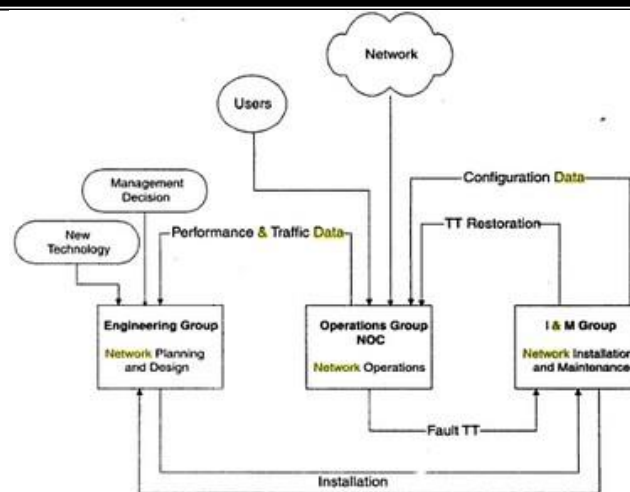 Network
Users
Management
Decision
New
Technology
Configuration Data
Performance & Traffic Data
TT Restoration
Engineering Group
Network Planning
and Design
Operations Group
NOC
Network Operations
I & M Group
Network Installation
and Maintenance
Fault TT
Installation